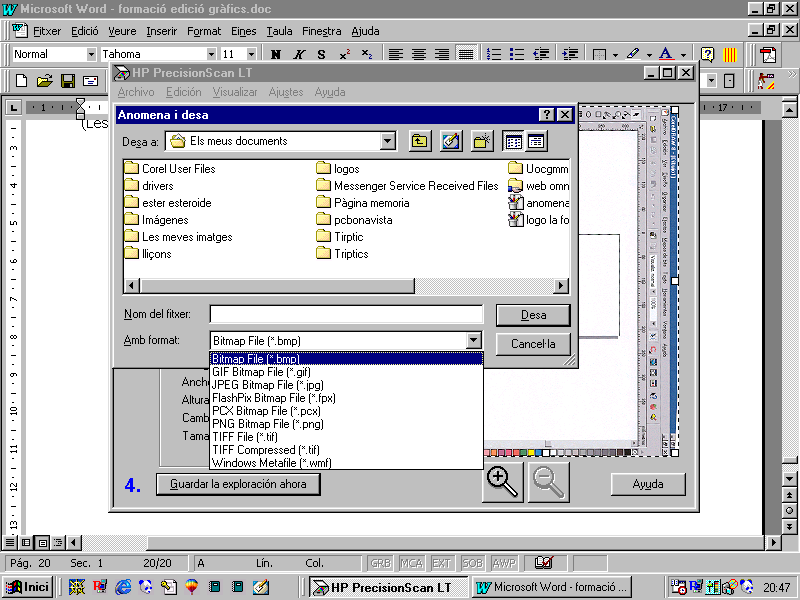 Microsoft Word - formació edició gràfics.doc
Fitxer Edició Veure Inserir Format Eines Taula Finestra Ajuda
Normal Tahoma 11 N K S x² x₂ A
HP PrecisionScan LT
Archivo Edición Visualizar Ajustes Ayuda
Anomena i desa
Desa a: Els meus documents
Corel User Files logos Uocgmm
drivers Messenger Service Received Files web omn
ester esteroide Pàgina memoria anomena
Imágenes pcbonavista logo la fo
Les meves imatges Tirptic
lliçons Triptics
Nom del fitxer: Desa
Amb format: Bitmap File (*.bmp) Cancel·la
Bitmap File (*.bmp)
GIF Bitmap File (*.gif)
JPEG Bitmap File (*.jpg)
FlashPix Bitmap File (*.fpx)
PCX Bitmap File (*.pcx)
PNG Bitmap File (*.png)
TIFF File (*.tif)
TIFF Compressed (*.tif)
Windows Metafile (*.wmf)
(Les
Anch
Altura
Camb
Tama
4. Guardar la exploración ahora Ayuda
Pág. 20 Sec. 1 20/20 A Lín. Col. GRB MCA EXT SOB AWP
Inici HP PrecisionScan LT Microsoft Word - formació ... 20:47